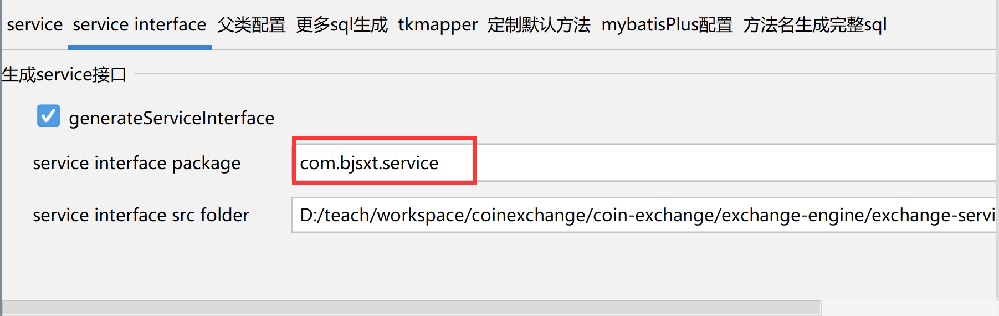 service service interface 父类配置 更多sql生成 tkmapper 定制默认方法 mybatisPlus配置 方法名生成完整sql
生成service接口
generateServiceInterface
service interface package com.bjsxt.service
service interface src folder D:/teach/workspace/coinexchange/coin-exchange/exchange-engine/exchange-servi